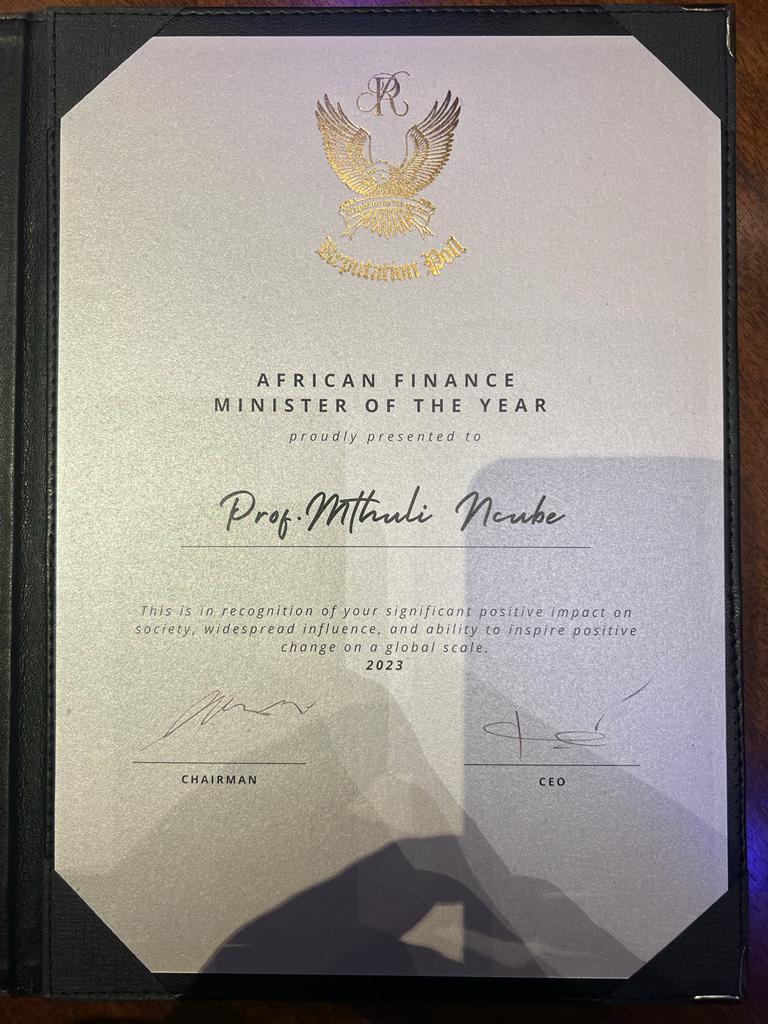 R
Reputation Poll
AFRICAN FINANCE
MINISTER OF THE YEAR
proudly presented to
Prof.Mthuli Ncube
This is in recognition of your significant positive impact on
society, widespread influence, and ability to inspire positive
change on a global scale.
2023
CHAIRMAN
CEO